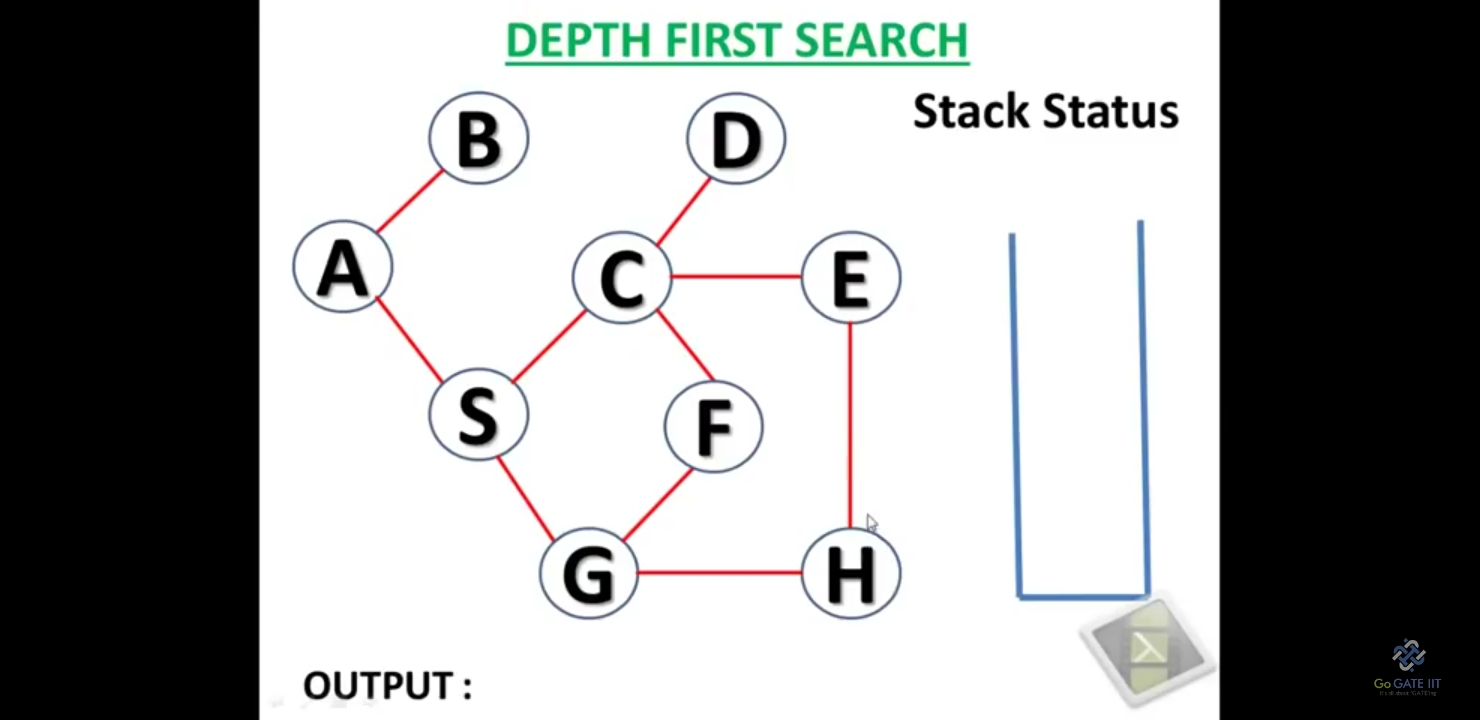 DEPTH FIRST SEARCH
Stack Status
B
D
A
C
E
S
F
G
H
OUTPUT :
Go GATE IIT